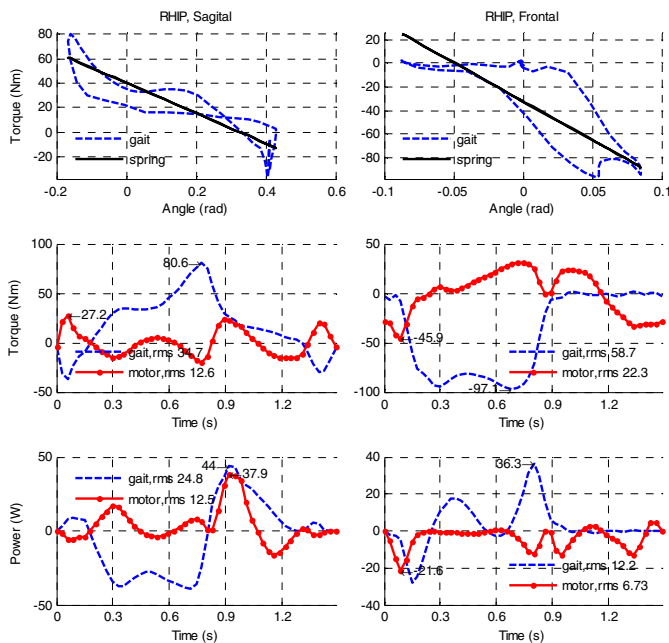 RHIP, Sagital
RHIP, Frontal
80
60
40
20
0
-20
Torque (Nm)
gait
spring
-0.2
0
0.2
0.4
0.6
Angle (rad)
20
0
-20
-40
-60
-80
gait
spring
-0.1
-0.05
0
0.05
0.1
Angle (rad)
100
50
0
-50
Torque (Nm)
80.6
27.2
gait,rms 34.7
motor,rms 12.6
0
0.3
0.6
0.9
1.2
Time (s)
50
0
-50
-100
-45.9
-97.1
gait,rms 58.7
motor,rms 22.3
0
0.3
0.6
0.9
1.2
Time (s)
50
0
-50
Power (W)
gait,rms 24.8
motor,rms 12.5
44
37.9
0
0.3
0.6
0.9
1.2
Time (s)
40
20
0
-20
-40
36.3
-21.6
gait,rms 12.2
motor,rms 6.73
0
0.3
0.6
0.9
1.2
Time (s)